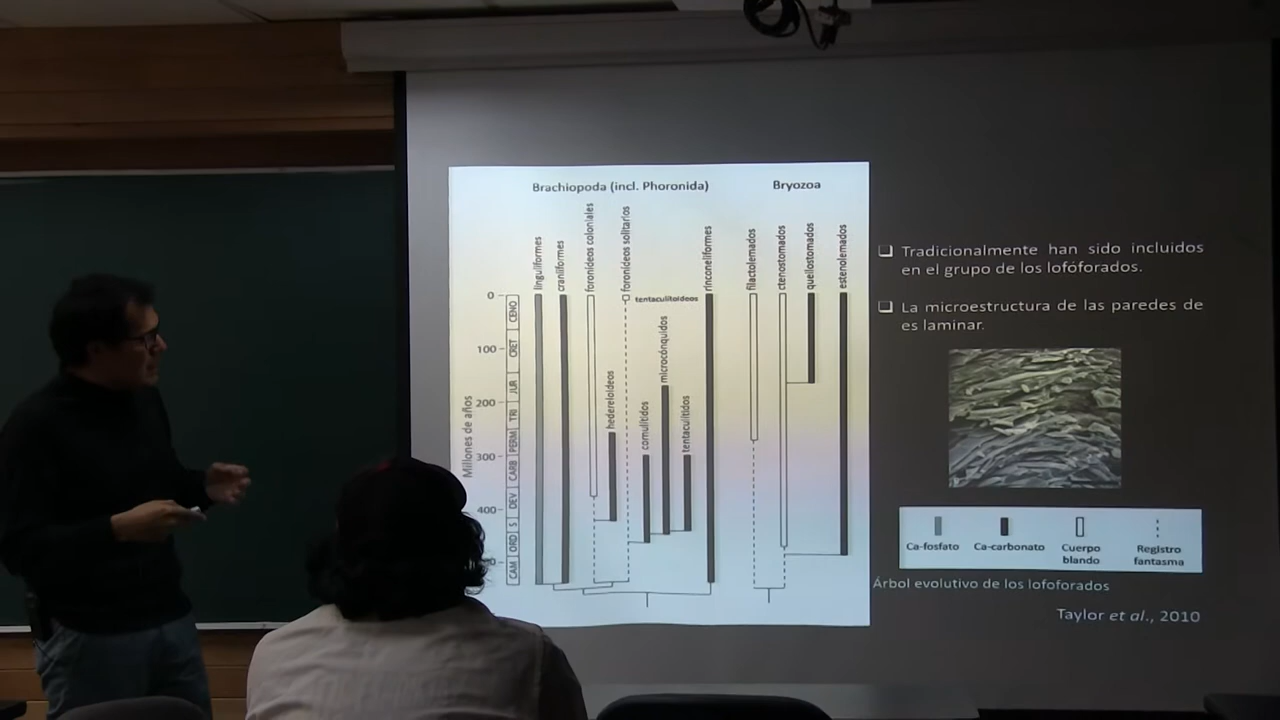 Brachiopoda (incl. Phoronida)
Bryozoa
linguliformes
craniiformes
foronídeos coloniales
foronídeos solitarios
rinconeliformes
filactolemados
ctenostomados
queilostomados
estenolemados
tentaculitoideos
hedereloideos
cornulítidos
microcónquidos
tentaculítidos
Millones de años
0
100
200
300
400
CENO
CRET
JUR
TRI
PERM
CARB
DEV
S
ORD
CAM
Tradicionalmente han sido incluidos
en el grupo de los lofóforados.
La microestructura de las paredes de
es laminar.
Ca-fosfato
Ca-carbonato
Cuerpo
blando
Registro
fantasma
Árbol evolutivo de los lofoforados
Taylor et al., 2010